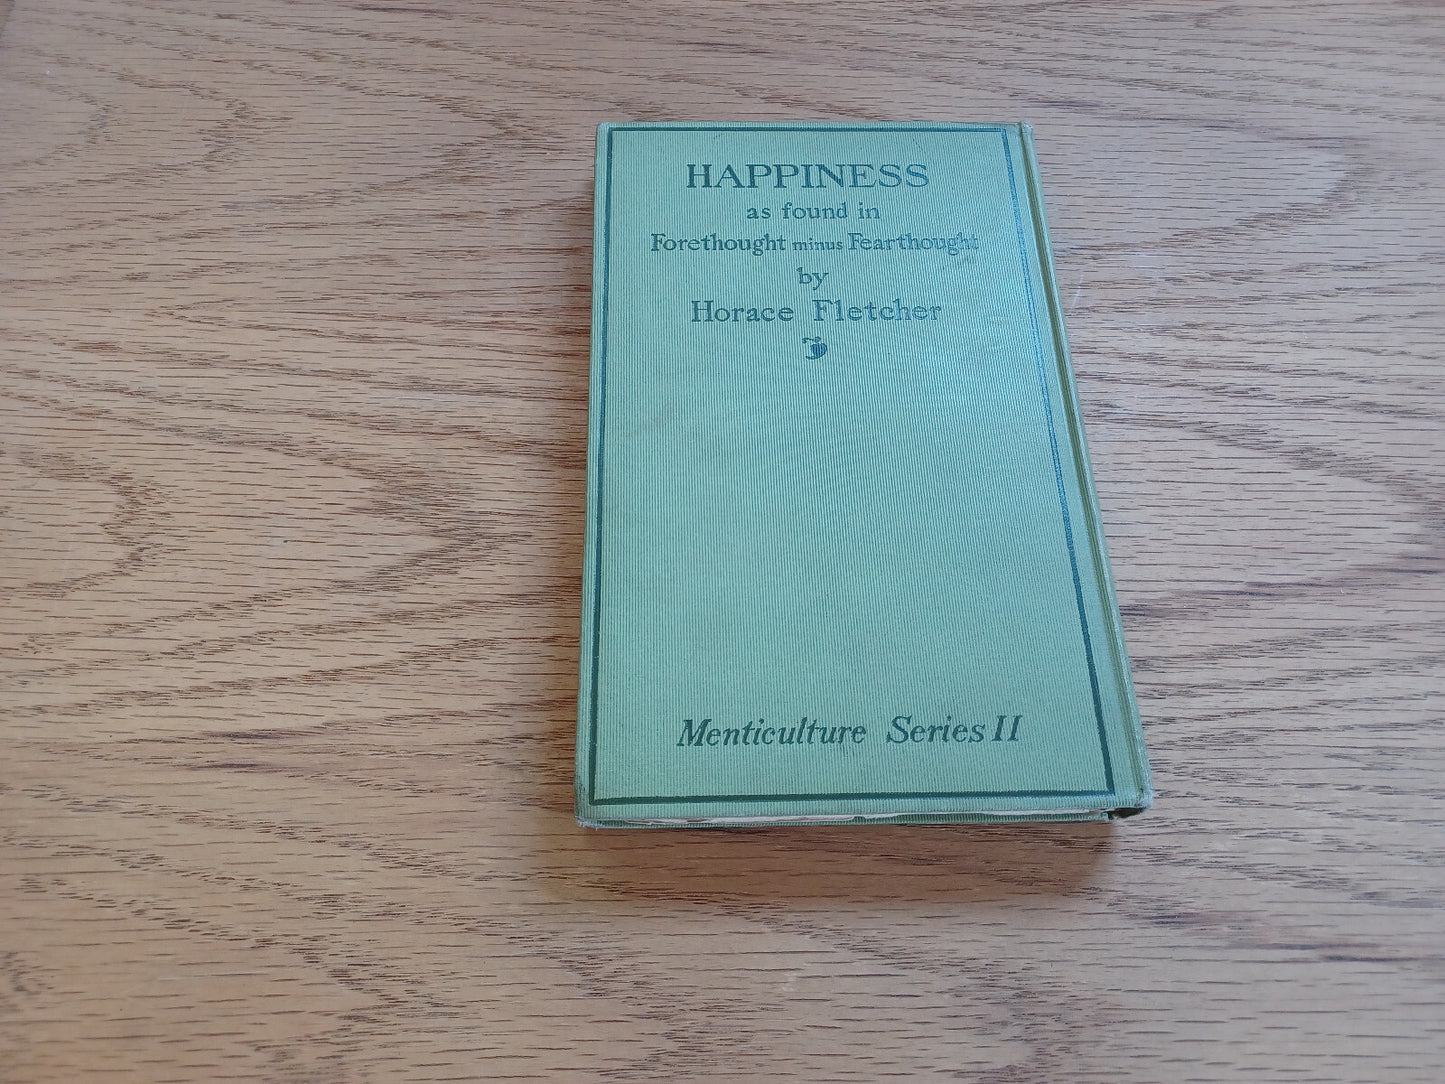 HAPPINESS
as found in
Forethought minus Fearthought
by
Horace Fletcher
Menticulture Series II